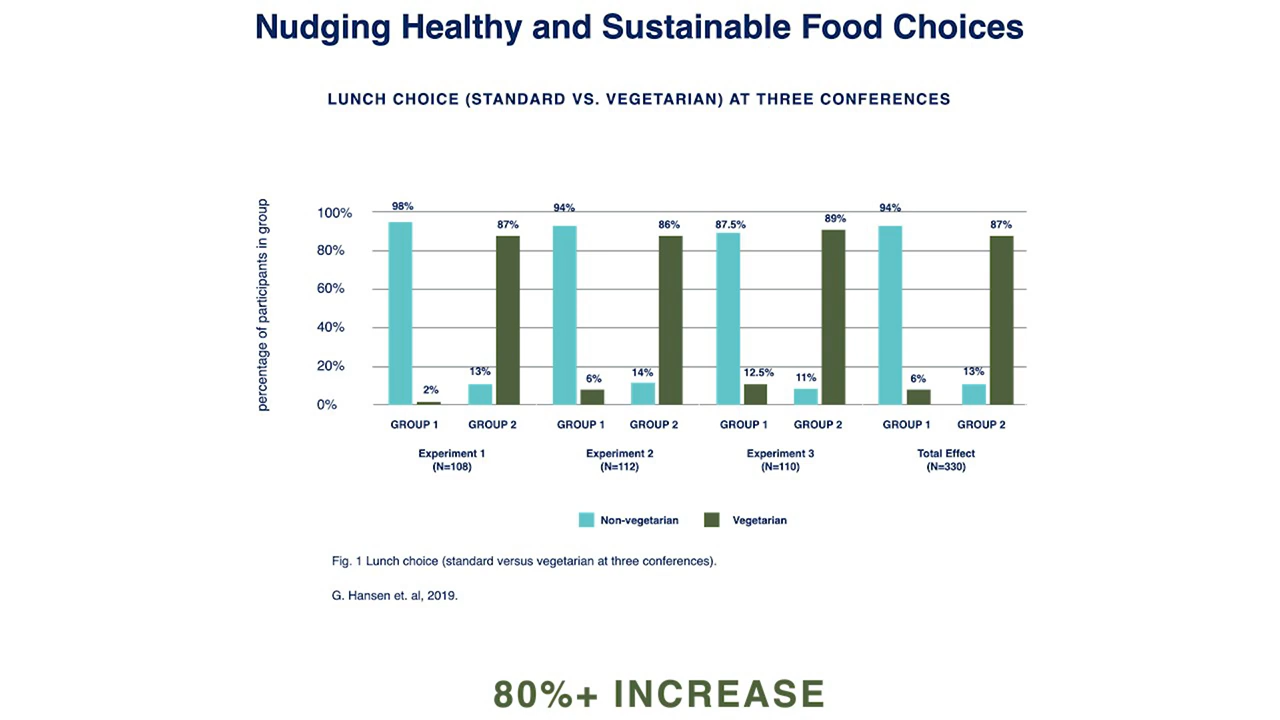 Nudging Healthy and Sustainable Food Choices
LUNCH CHOICE (STANDARD VS. VEGETARIAN) AT THREE CONFERENCES
percentage of participants in group
100%
80%
60%
40%
20%
0%
98%
2%
13%
87%
94%
6%
14%
86%
87.5%
12.5%
11%
89%
94%
6%
13%
87%
GROUP 1 GROUP 2 GROUP 1 GROUP 2 GROUP 1 GROUP 2 GROUP 1 GROUP 2
Experiment 1
(N=108)
Experiment 2
(N=112)
Experiment 3
(N=110)
Total Effect
(N=330)
Non-vegetarian
Vegetarian
Fig. 1 Lunch choice (standard versus vegetarian at three conferences).
G. Hansen et. al, 2019.
80%+ INCREASE